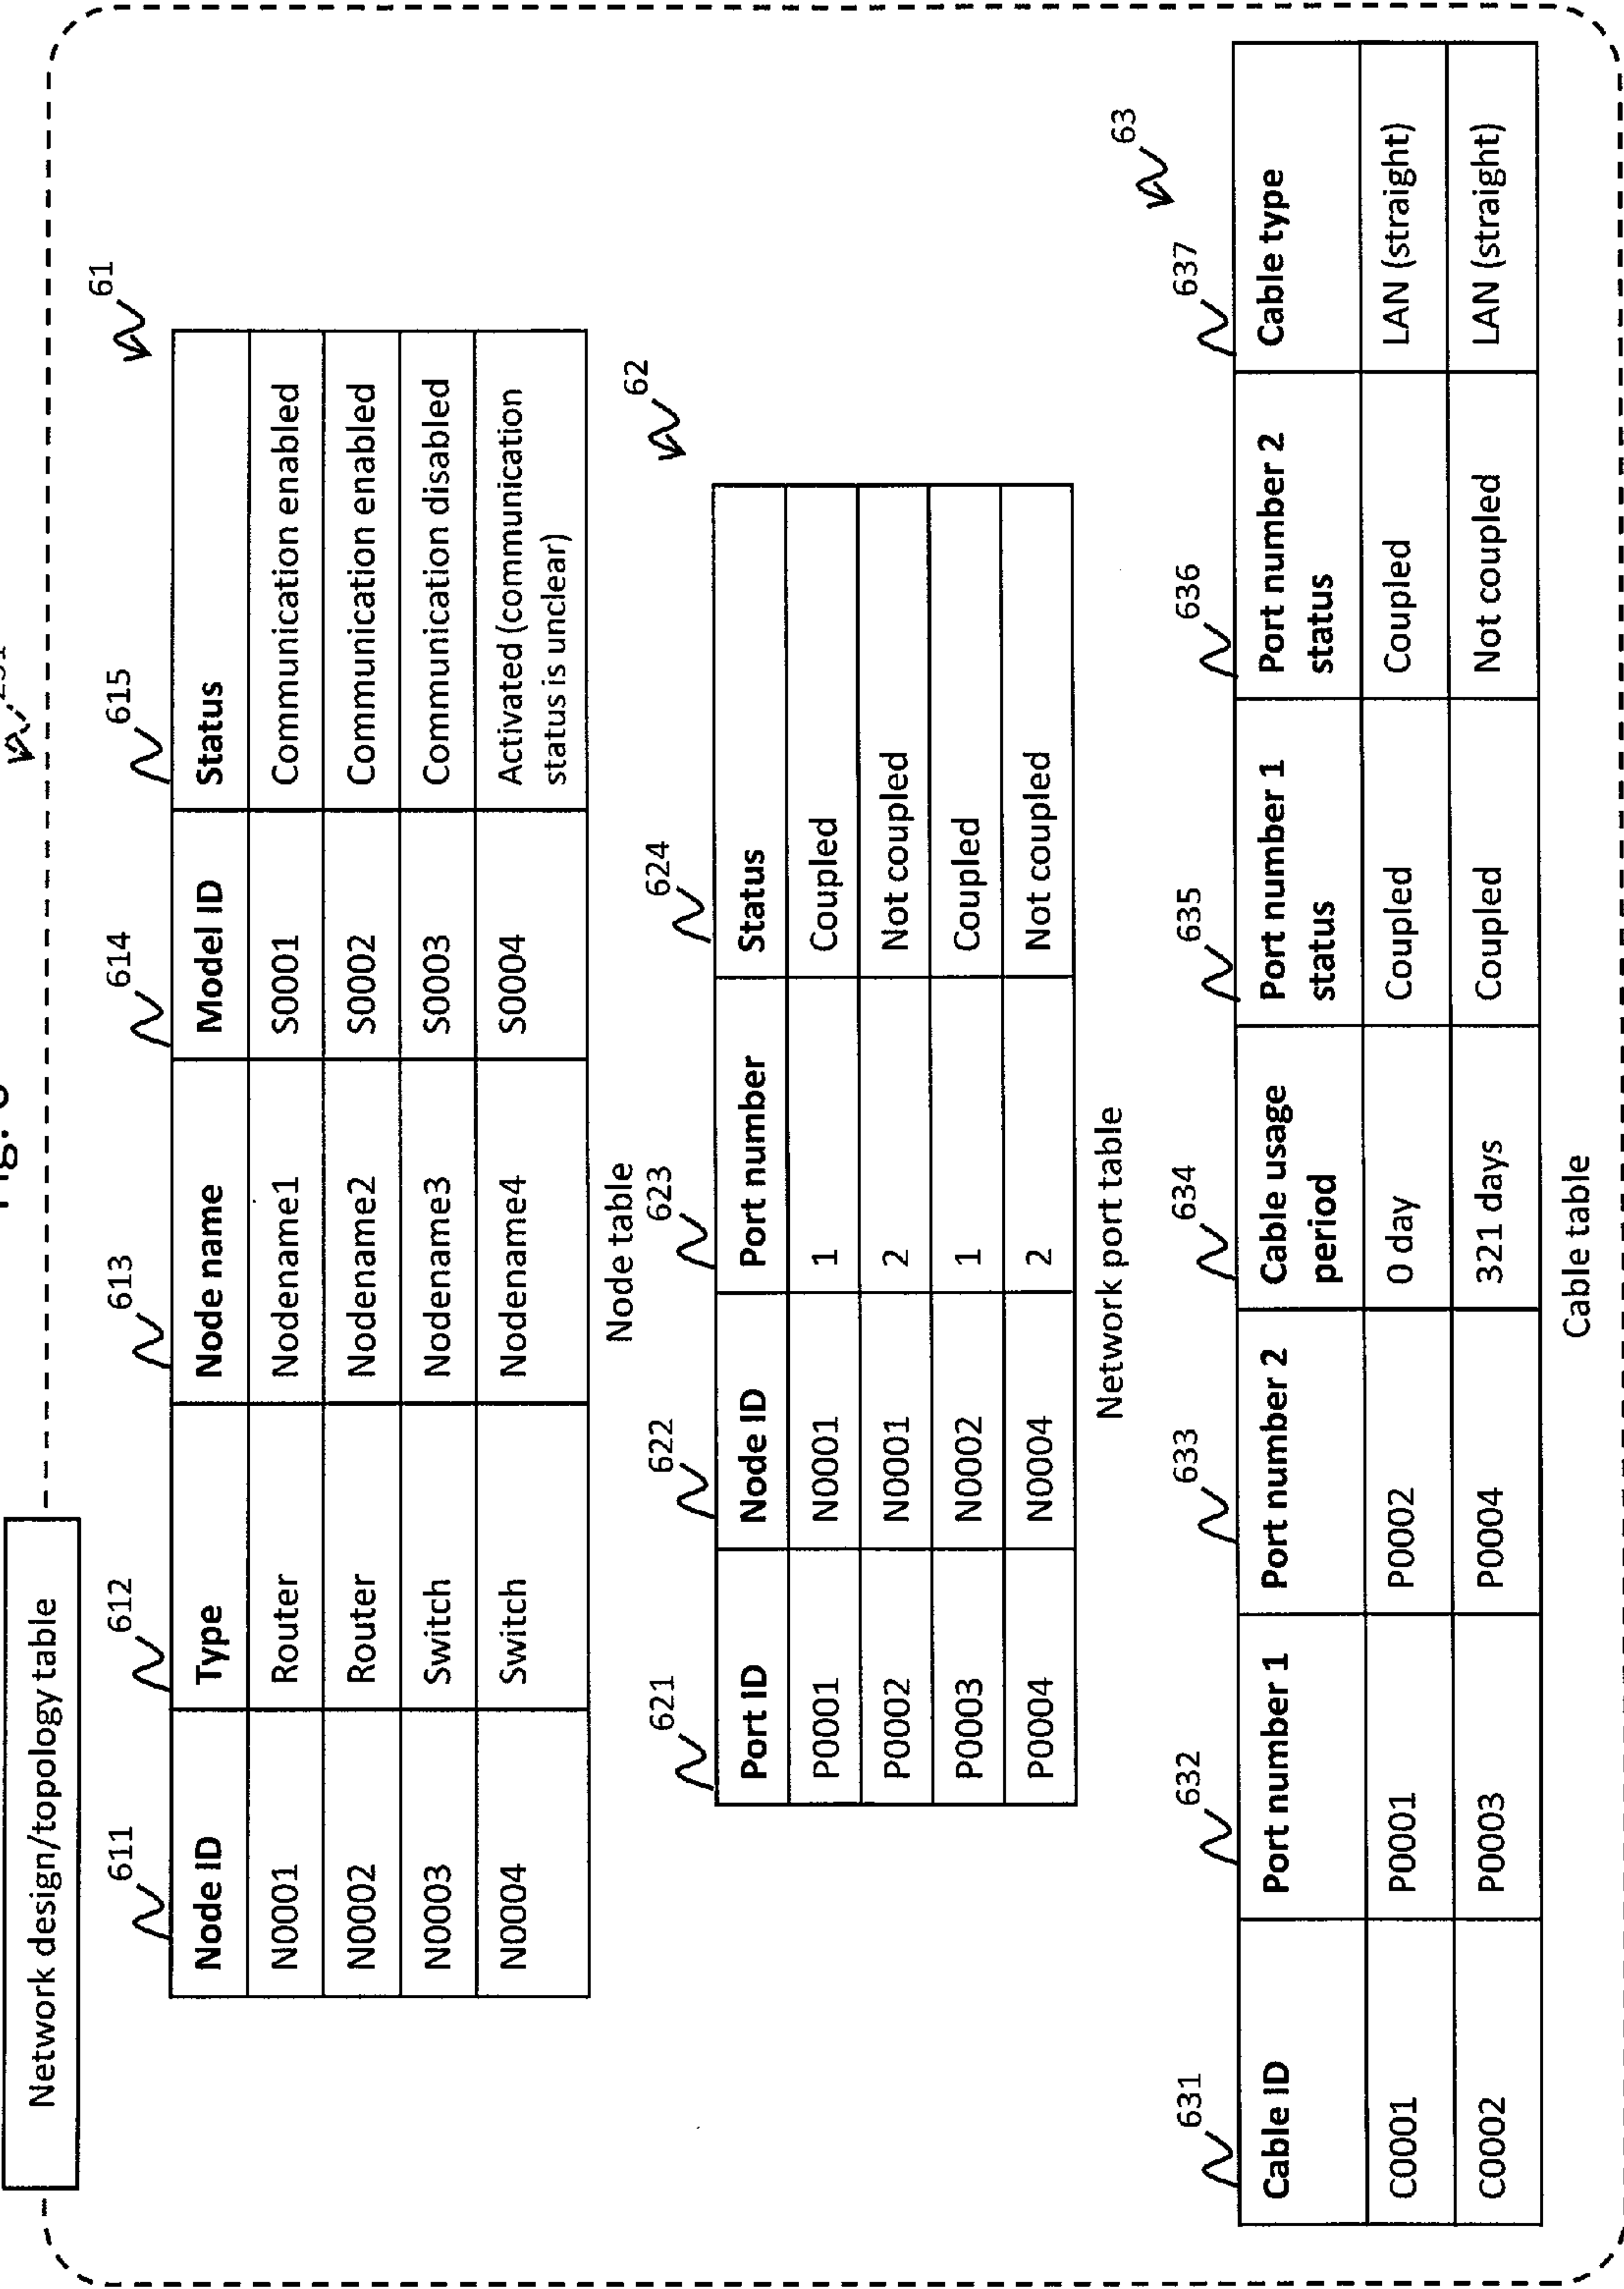 Network design/topology table
61
611 612 613 614 615
Node ID Type Node name Model ID Status
N0001 Router Nodename1 S0001 Communication enabled
N0002 Router Nodename2 S0002 Communication enabled
N0003 Switch Nodename3 S0003 Communication disabled
N0004 Switch Nodename4 S0004 Activated (communication
status is unclear)
Node table
62
621 622 623 624
Port ID Node ID Port number Status
P0001 N0001 1 Coupled
P0002 N0001 2 Not coupled
P0003 N0002 1 Coupled
P0004 N0004 2 Not coupled
Network port table
63
631 632 633 634 635 636 637
Cable ID Port number 1 Port number 2 Cable usage Port number 1 Port number 2 Cable type
period status status
C0001 P0001 P0002 0 day Coupled Coupled LAN (straight)
C0002 P0003 P0004 321 days Coupled Not coupled LAN (straight)
Cable table